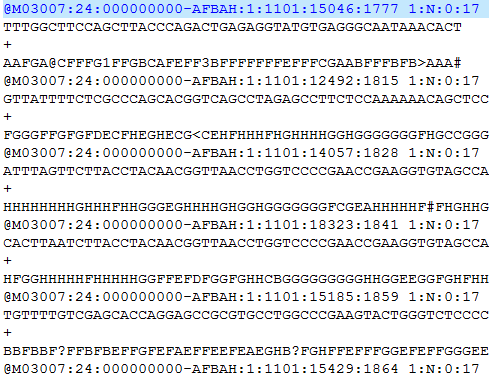 @M03007:24:000000000-AFBAH:1:1101:15046:1777 1:N:0:17
TTTGGCTTCCAGCTTACCCAGACTGAGAGGTATGTGAGGGCAATAAACACT
+
AAFGA@CFFFG1FFGBCAFEFF3BFFFFFFFEFFFCGAABFFFBFB>AAA#
@M03007:24:000000000-AFBAH:1:1101:12492:1815 1:N:0:17
GTTATTTTCTCGCCCAGCACGGTCAGCCTAGAGCCTTCTCCAAAAAACAGCTCC
+
FGGGFFGFGFDECFHEGHECG<CEHFHHHFHGHHHHGGHGGGGGGGFHGCCGGG
@M03007:24:000000000-AFBAH:1:1101:14057:1828 1:N:0:17
ATTTAGTTCTTACCTACAACGGTTAACCTGGTCCCCGAACCGAAGGTGTAGCCA
+
HHHHHHHHGHHHFHHGGGEGHHHHGHGGHGGGGGGGFCGEAHHHHHF#FHGHHG
@M03007:24:000000000-AFBAH:1:1101:18323:1841 1:N:0:17
CACTTAATCTTACCTACAACGGTTAACCTGGTCCCCGAACCGAAGGTGTAGCCA
+
HFGGHHHHHFHHHHHGGFFEFDFGGFGHHCBGGGGGGGGGHHGGEEGGFGHFHH
@M03007:24:000000000-AFBAH:1:1101:15185:1859 1:N:0:17
TGTTTTGTCGAGCACCAGGAGCCGCGTGCCTGGCCCGAAGTACTGGGTCTCCCC
+
BBFBBF?FFBFBEFFGFEFAEFFEEFEAEGHB?FGHFFEFFFGGEFEFFGGGEE
@M03007:24:000000000-AFBAH:1:1101:15429:1864 1:N:0:17